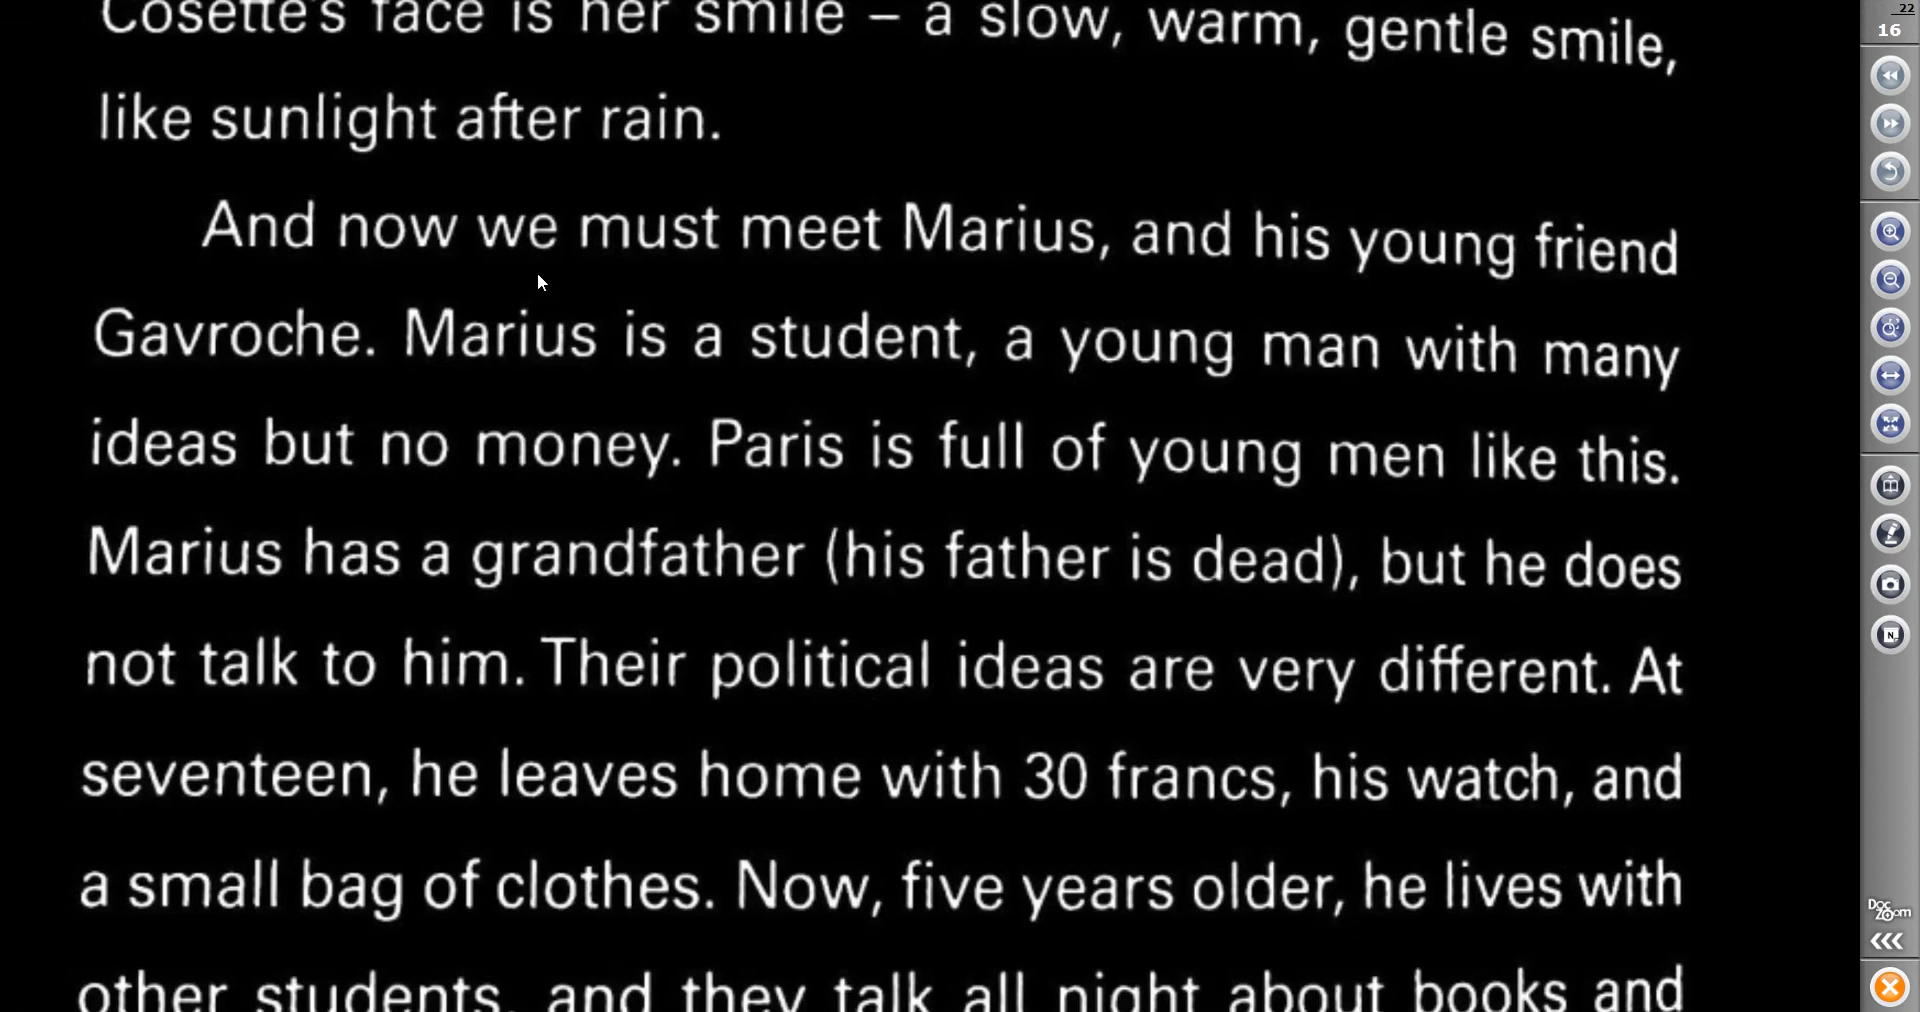 Cosette's face is her smile – a slow, warm, gentle smile,
like sunlight after rain.
And now we must meet Marius, and his young friend
Gavroche. Marius is a student, a young man with many
ideas but no money. Paris is full of young men like this.
Marius has a grandfather (his father is dead), but he does
not talk to him. Their political ideas are very different. At
seventeen, he leaves home with 30 francs, his watch, and
a small bag of clothes. Now, five years older, he lives with
other students, and they talk all night about books and
22
16
N
Doc
Zoom